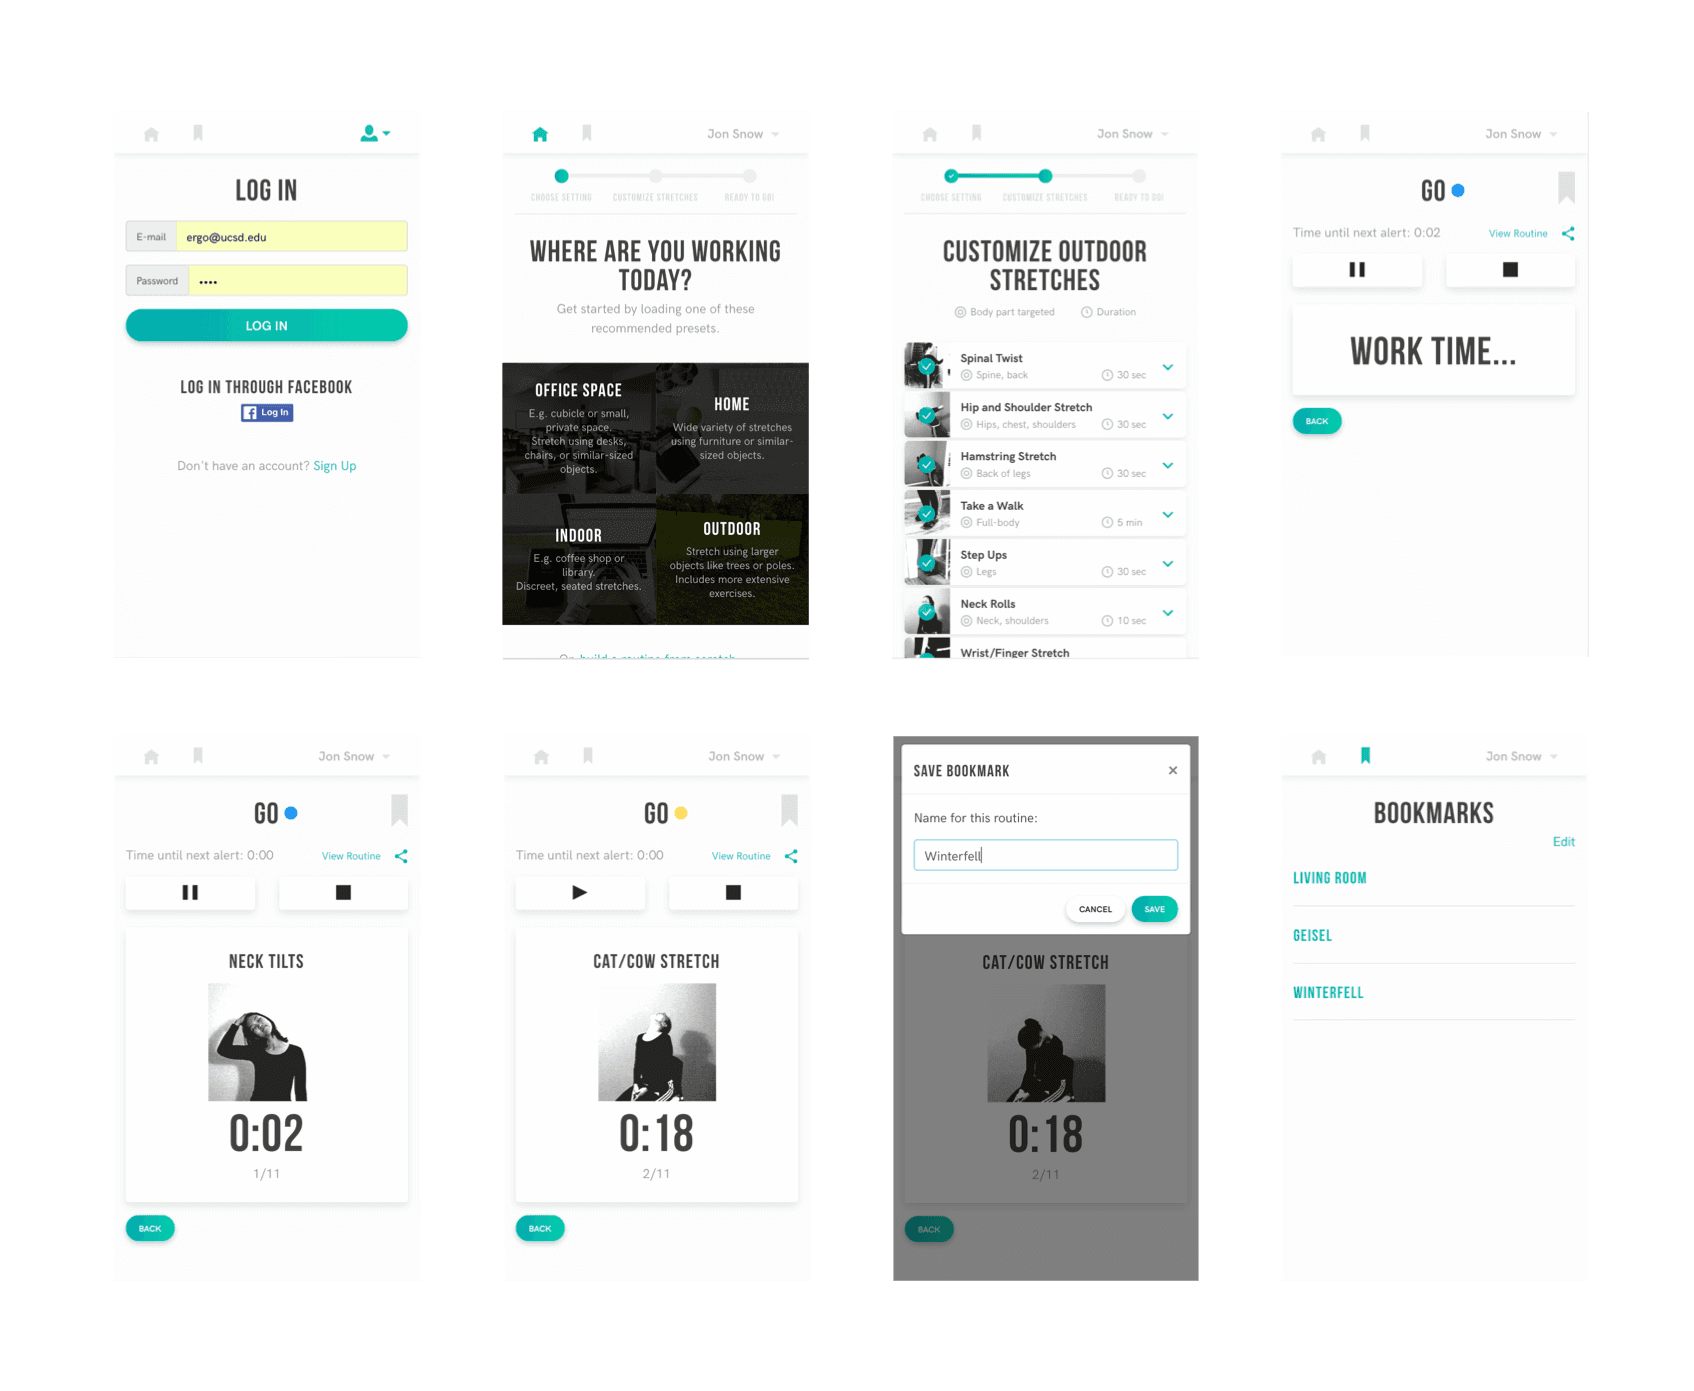 LOG IN
E-mail
ergo@ucsd.edu
Password
••••
LOG IN
LOG IN THROUGH FACEBOOK
Log In
Don't have an account? Sign Up
Jon Snow
CHOOSE SETTING
CUSTOMIZE STRETCHES
READY TO GO!
WHERE ARE YOU WORKING
TODAY?
Get started by loading one of these
recommended presets.
OFFICE SPACE
E.g. cubicle or small,
private space.
Stretch using desks,
chairs, or similar-sized
objects.
HOME
Wide variety of stretches
using furniture or similar-
sized objects.
INDOOR
E.g. coffee shop or
library.
Discreet, seated stretches.
OUTDOOR
Stretch using larger
objects like trees or poles.
Includes more extensive
exercises.
Or build a routine from scratch
Jon Snow
CHOOSE SETTING
CUSTOMIZE STRETCHES
READY TO GO!
CUSTOMIZE OUTDOOR
STRETCHES
Body part targeted
Duration
Spinal Twist
Spine, back
30 sec
Hip and Shoulder Stretch
Hips, chest, shoulders
30 sec
Hamstring Stretch
Back of legs
30 sec
Take a Walk
Full-body
5 min
Step Ups
Legs
30 sec
Neck Rolls
Neck, shoulders
10 sec
Wrist/Finger Stretch
Jon Snow
GO
Time until next alert: 0:02
View Routine
WORK TIME...
BACK
Jon Snow
GO
Time until next alert: 0:00
View Routine
NECK TILTS
0:02
1/11
BACK
Jon Snow
GO
Time until next alert: 0:00
View Routine
CAT/COW STRETCH
0:18
2/11
BACK
SAVE BOOKMARK
×
Name for this routine:
Winterfell
CANCEL
SAVE
CAT/COW STRETCH
0:18
2/11
BACK
Jon Snow
BOOKMARKS
Edit
LIVING ROOM
GEISEL
WINTERFELL